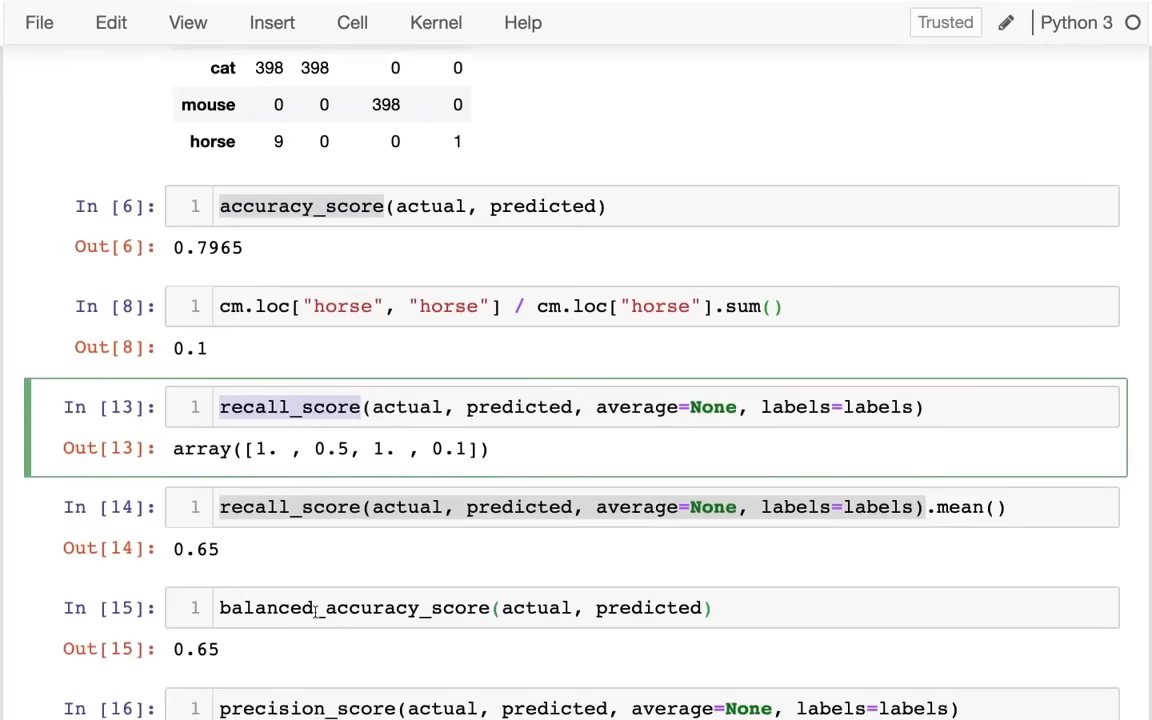 File Edit View Insert Cell Kernel Help Trusted Python 3
cat 398 398 0 0
mouse 0 0 398 0
horse 9 0 0 1
In [6]: 1 accuracy_score(actual, predicted)
Out[6]: 0.7965
In [8]: 1 cm.loc["horse", "horse"] / cm.loc["horse"].sum()
Out[8]: 0.1
In [13]: 1 recall_score(actual, predicted, average=None, labels=labels)
Out[13]: array([1. , 0.5, 1. , 0.1])
In [14]: 1 recall_score(actual, predicted, average=None, labels=labels).mean()
Out[14]: 0.65
In [15]: 1 balanced_accuracy_score(actual, predicted)
Out[15]: 0.65
In [16]: 1 precision_score(actual, predicted, average=None, labels=labels)